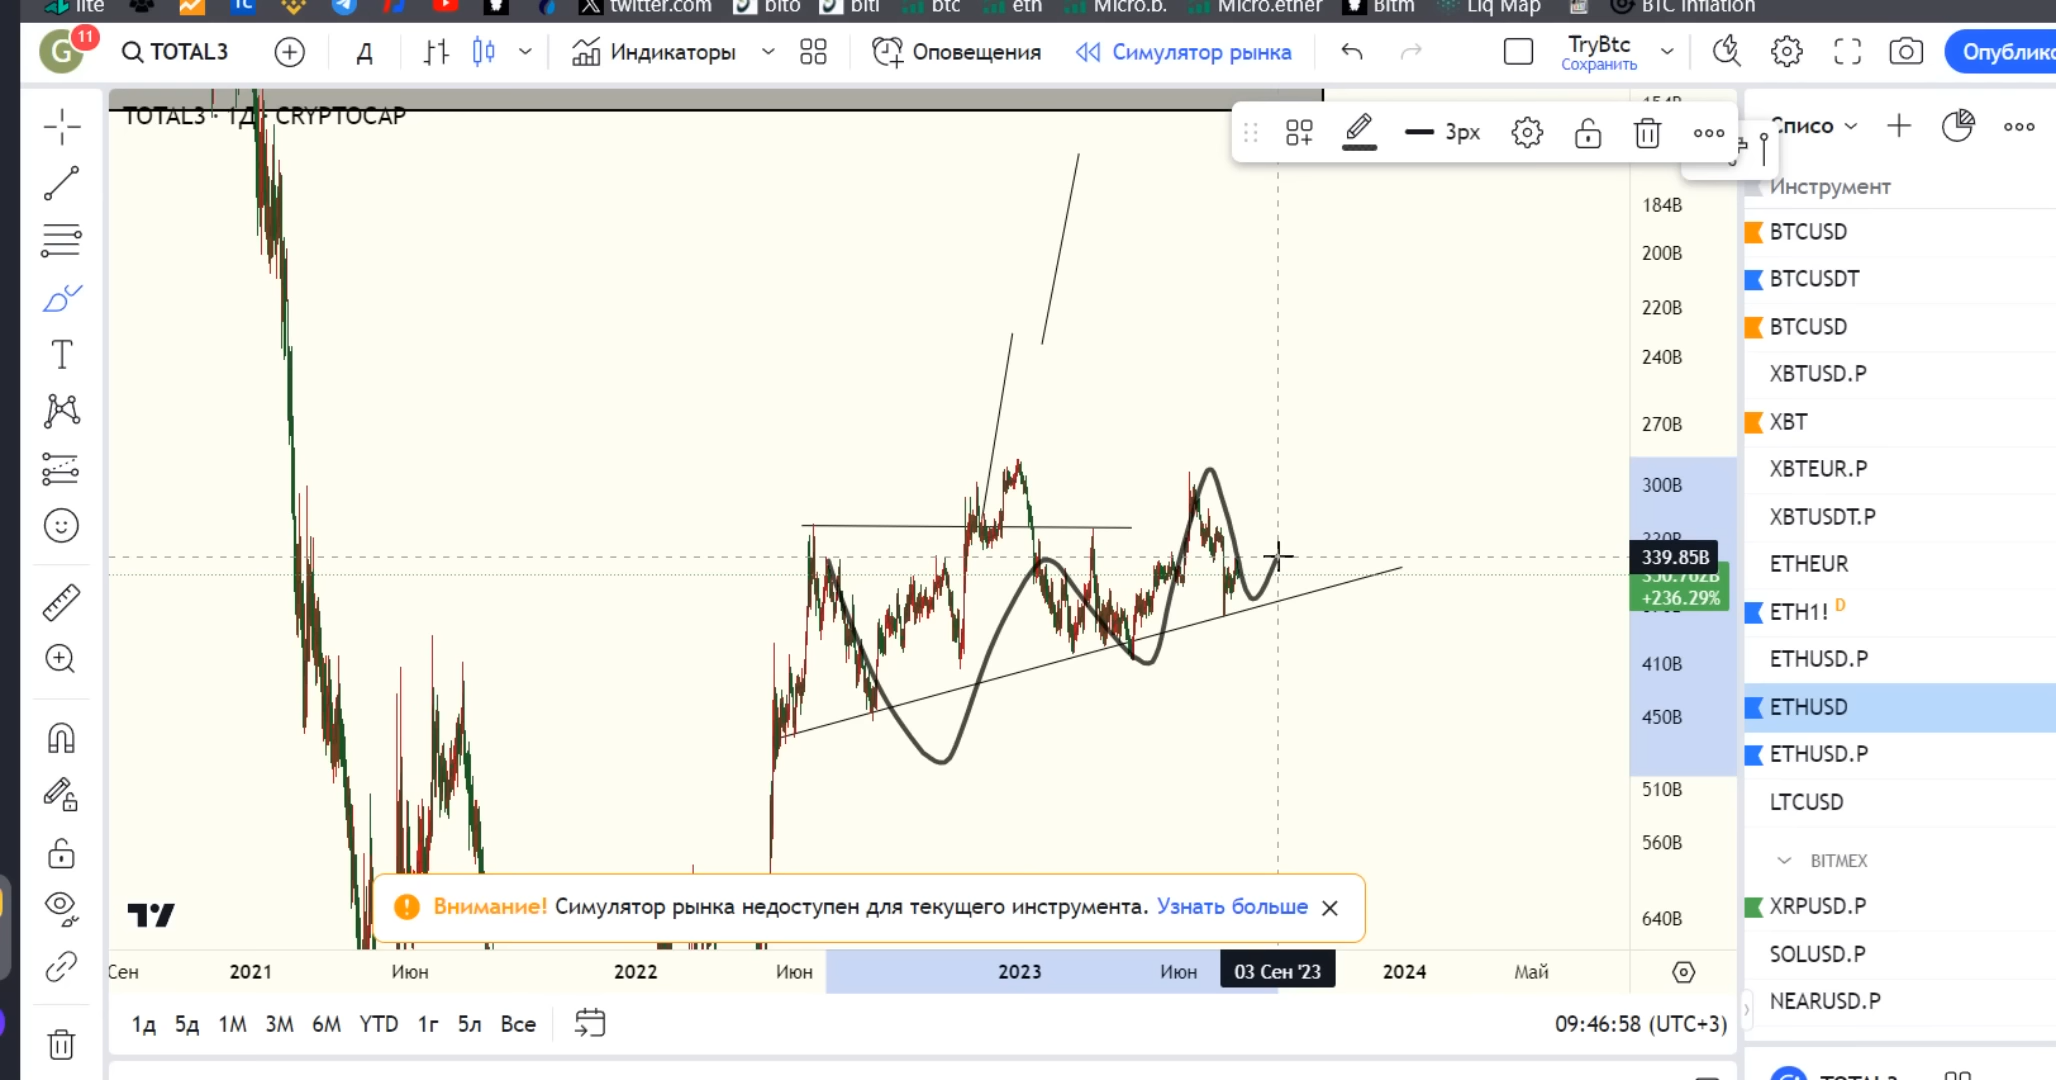 lite
TC
twitter.com
bito
biti
btc
eth
Micro.b.
Micro.ether
Bitm
Liq Map
BTC Inflation
G
11
TOTAL3
Д
Индикаторы
Оповещения
Симулятор рынка
TryBtc
Сохранить
TOTAL3 · 1Д · CRYPTOCAP
3px
184B
200B
220B
240B
270B
300B
339.85B
+236.29%
410B
450B
510B
560B
640B
Инструмент
BTCUSD
BTCUSDT
BTCUSD
XBTUSD.P
XBT
XBTEUR.P
XBTUSDT.P
ETHEUR
ETH1! D
ETHUSD.P
ETHUSD
ETHUSD.P
LTCUSD
BITMEX
XRPUSD.P
SOLUSD.P
NEARUSD.P
Внимание! Симулятор рынка недоступен для текущего инструмента. Узнать больше
Сен
2021
Июн
2022
Июн
2023
Июн
03 Сен '23
2024
Май
1д 5д 1М 3М 6М YTD 1г 5л Все
09:46:58 (UTC+3)